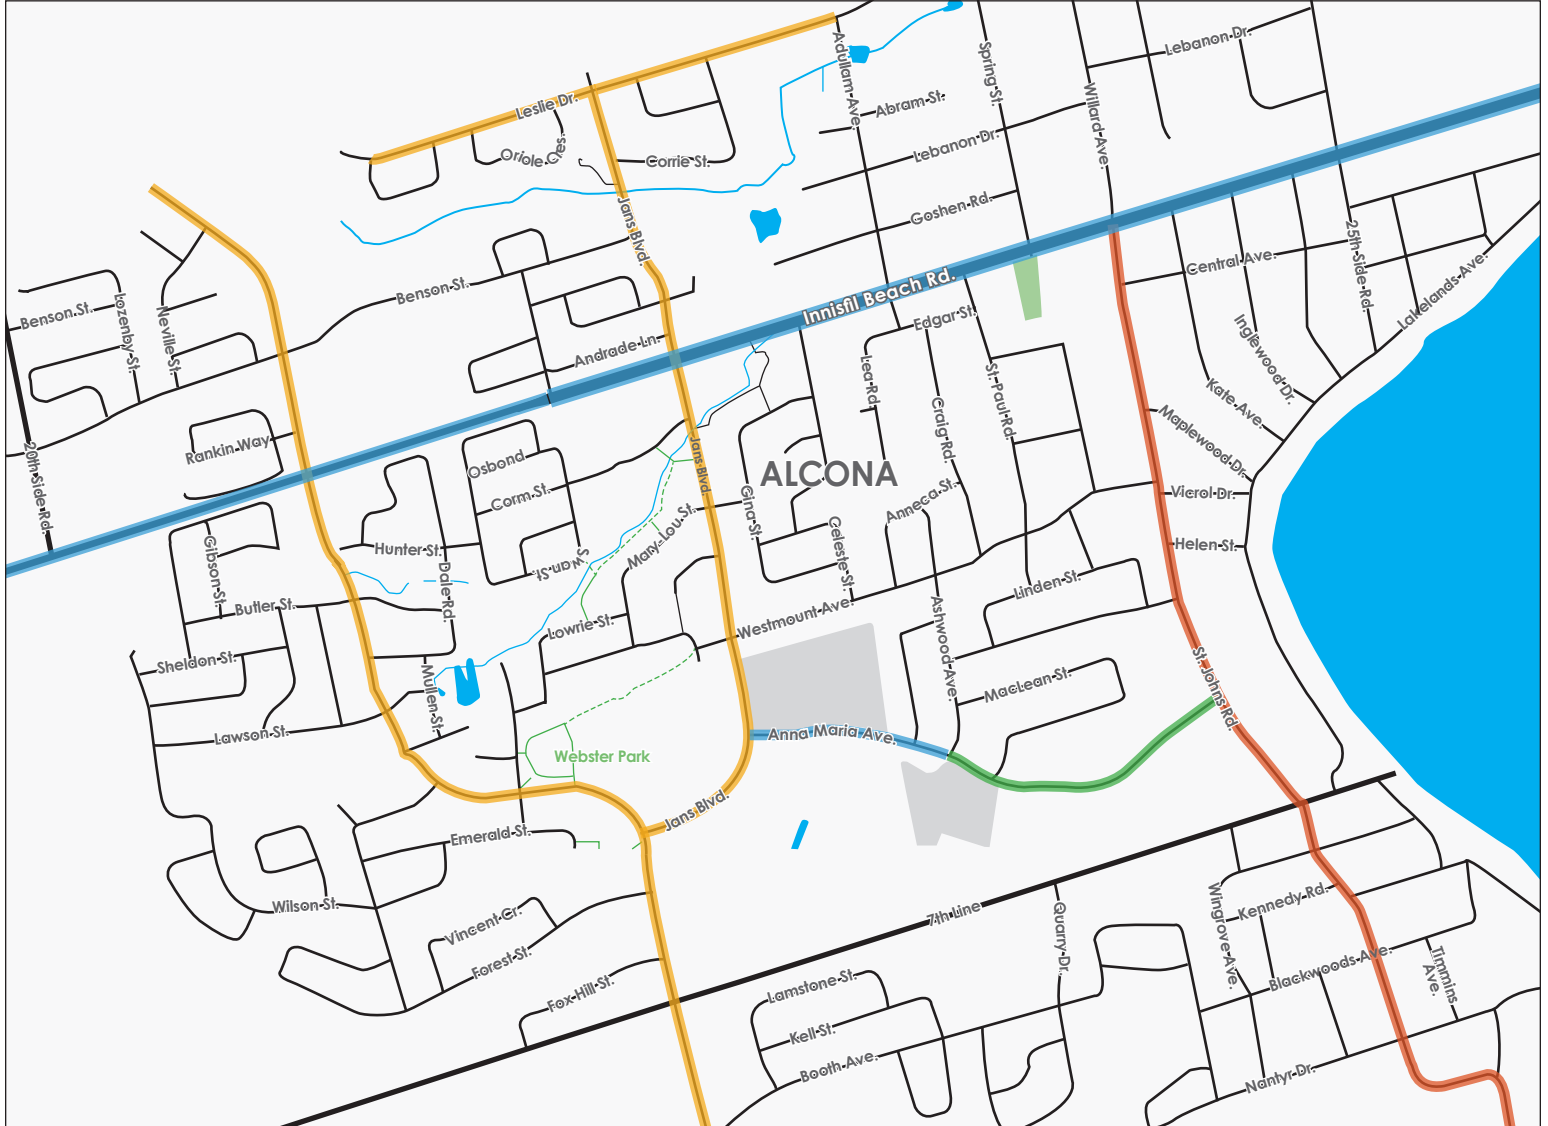 Lebanon Dr.
Adullam Ave.
Spring St.
Willard Ave.
Leslie Dr.
Abram St.
Oriole Cres.
Corrie St.
Lebanon Dr.
Goshen Rd.
Jans Blvd.
25th Side Rd.
Central Ave.
Lakelands Ave.
Benson St.
Innisfil Beach Rd.
Benson St.
Lozenby St.
Neville St.
Edgar St.
Inglewood Dr.
Andrade Ln.
Lea Rd.
St. Paul Rd.
Kate Ave.
Craig Rd.
Maplewood Dr.
Rankin Way
20th Side Rd.
Osbond
Jans Blvd.
ALCONA
Corm St.
Gina St.
Anneca St.
Vicrol Dr.
Mary-Lou St.
Celeste St.
Helen St.
Hunter St.
Gibson St.
Swan St.
Dale Rd.
Linden St.
Butler St.
Lowrie St.
Westmount Ave.
Ashwood Ave.
Sheldon St.
Mullen St.
MacLean St.
St. Johns Rd.
Lawson St.
Anna Maria Ave.
Webster Park
Jans Blvd.
Emerald St.
Wilson St.
Vincent Cr.
Forest St.
Fox Hill St.
7th Line
Quarry Dr.
Wingrove Ave.
Kennedy Rd.
Blackwoods Ave.
Timmins
Ave.
Lamstone St.
Kell St.
Booth Ave.
Nantyr Dr.